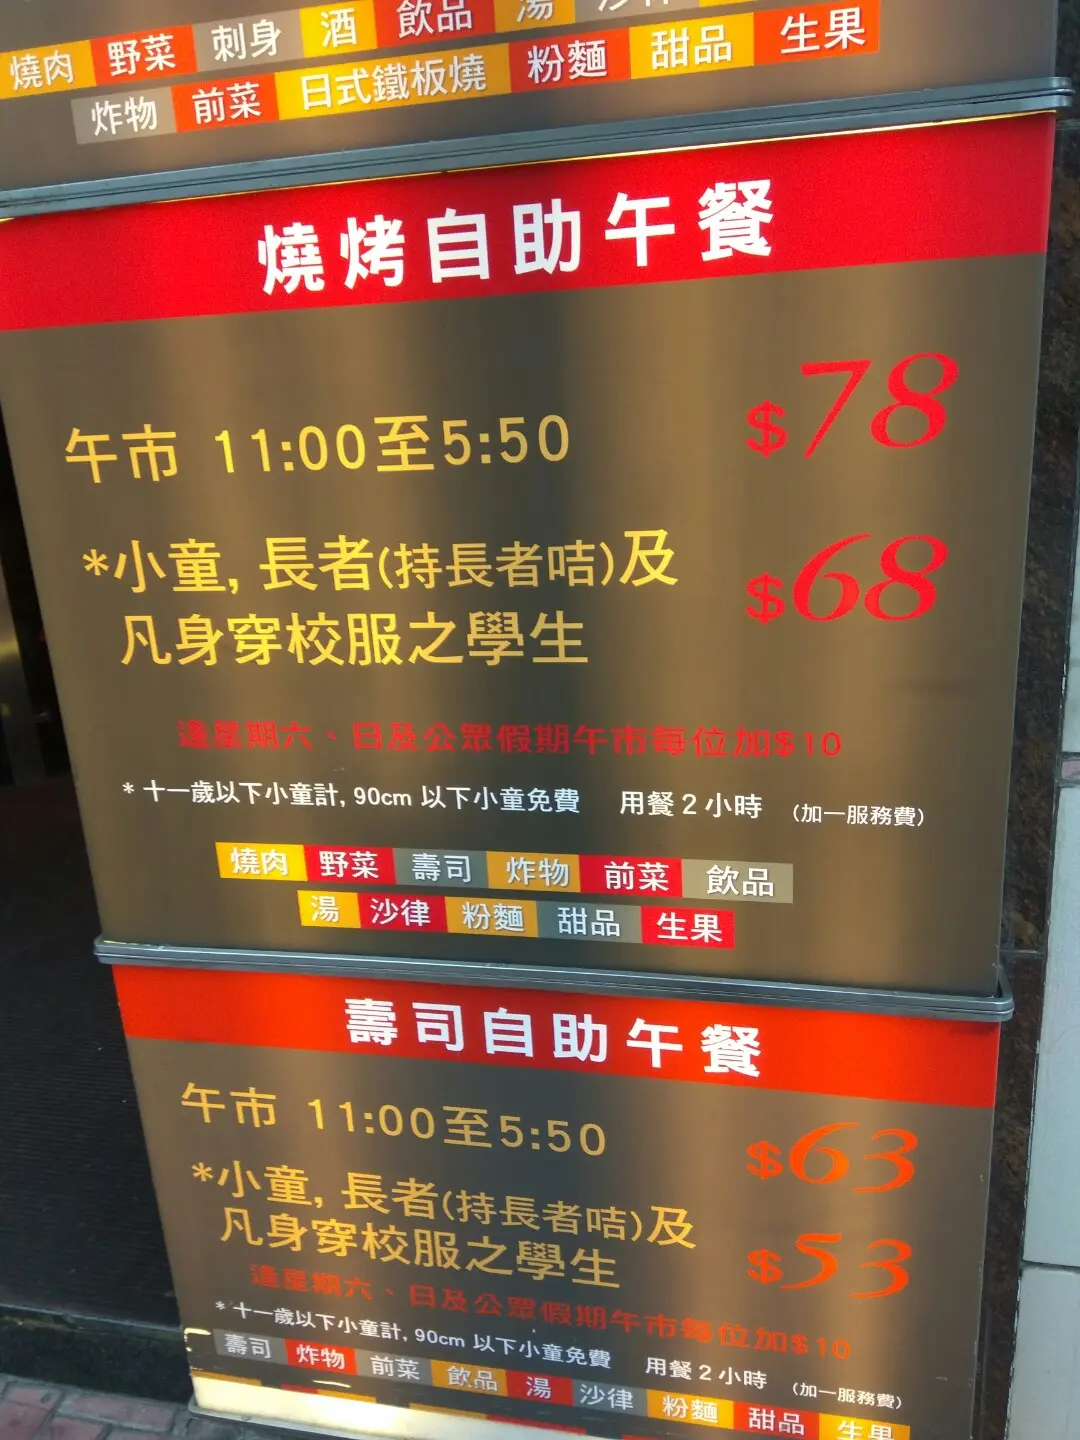 燒肉 野菜 刺身 酒 飲品 湯 沙律
炸物 前菜 日式鐵板燒 粉麵 甜品 生果
燒烤自助午餐
午市 11:00至5:50 $78
*小童, 長者(持長者咭)及
凡身穿校服之學生 $68
逢星期六、日及公眾假期午市每位加$10
* 十一歲以下小童計, 90cm 以下小童免費 用餐 2 小時 (加一服務費)
燒肉 野菜 壽司 炸物 前菜 飲品
湯 沙律 粉麵 甜品 生果
壽司自助午餐
午市 11:00至5:50 $63
*小童, 長者(持長者咭)及
凡身穿校服之學生 $53
逢星期六、日及公眾假期午市每位加$10
* 十一歲以下小童計, 90cm 以下小童免費 用餐 2 小時 (加一服務費)
壽司 炸物 前菜 飲品 湯 沙律 粉麵 甜品 生果